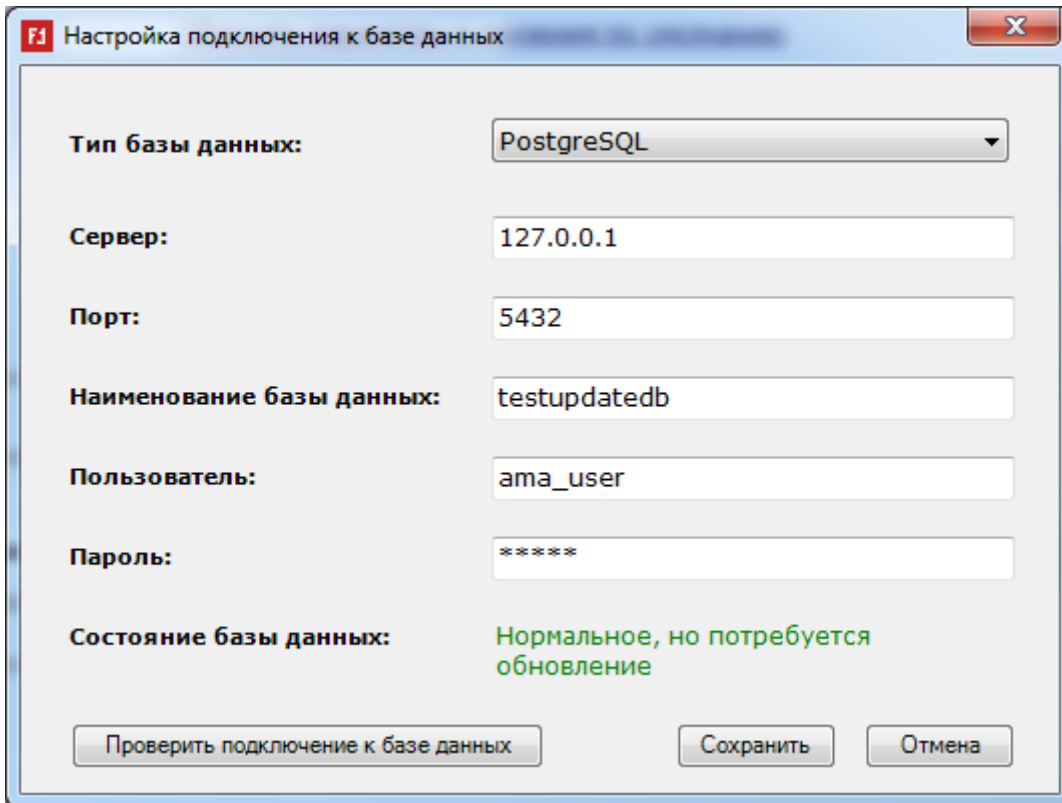 Настройка подключения к базе данных
Тип базы данных: PostgreSQL
Сервер: 127.0.0.1
Порт: 5432
Наименование базы данных: testupdatedb
Пользователь: ama_user
Пароль: *****
Состояние базы данных: Нормальное, но потребуется
обновление
Проверить подключение к базе данных Сохранить Отмена